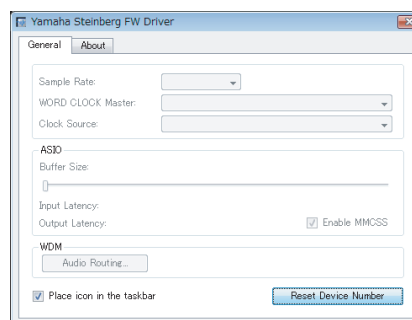 Yamaha Steinberg FW Driver
General About
Sample Rate:
WORD CLOCK Master:
Clock Source:
ASIO
Buffer Size:
Input Latency:
Output Latency: Enable MMCSS
WDM
Audio Routing...
Place icon in the taskbar Reset Device Number